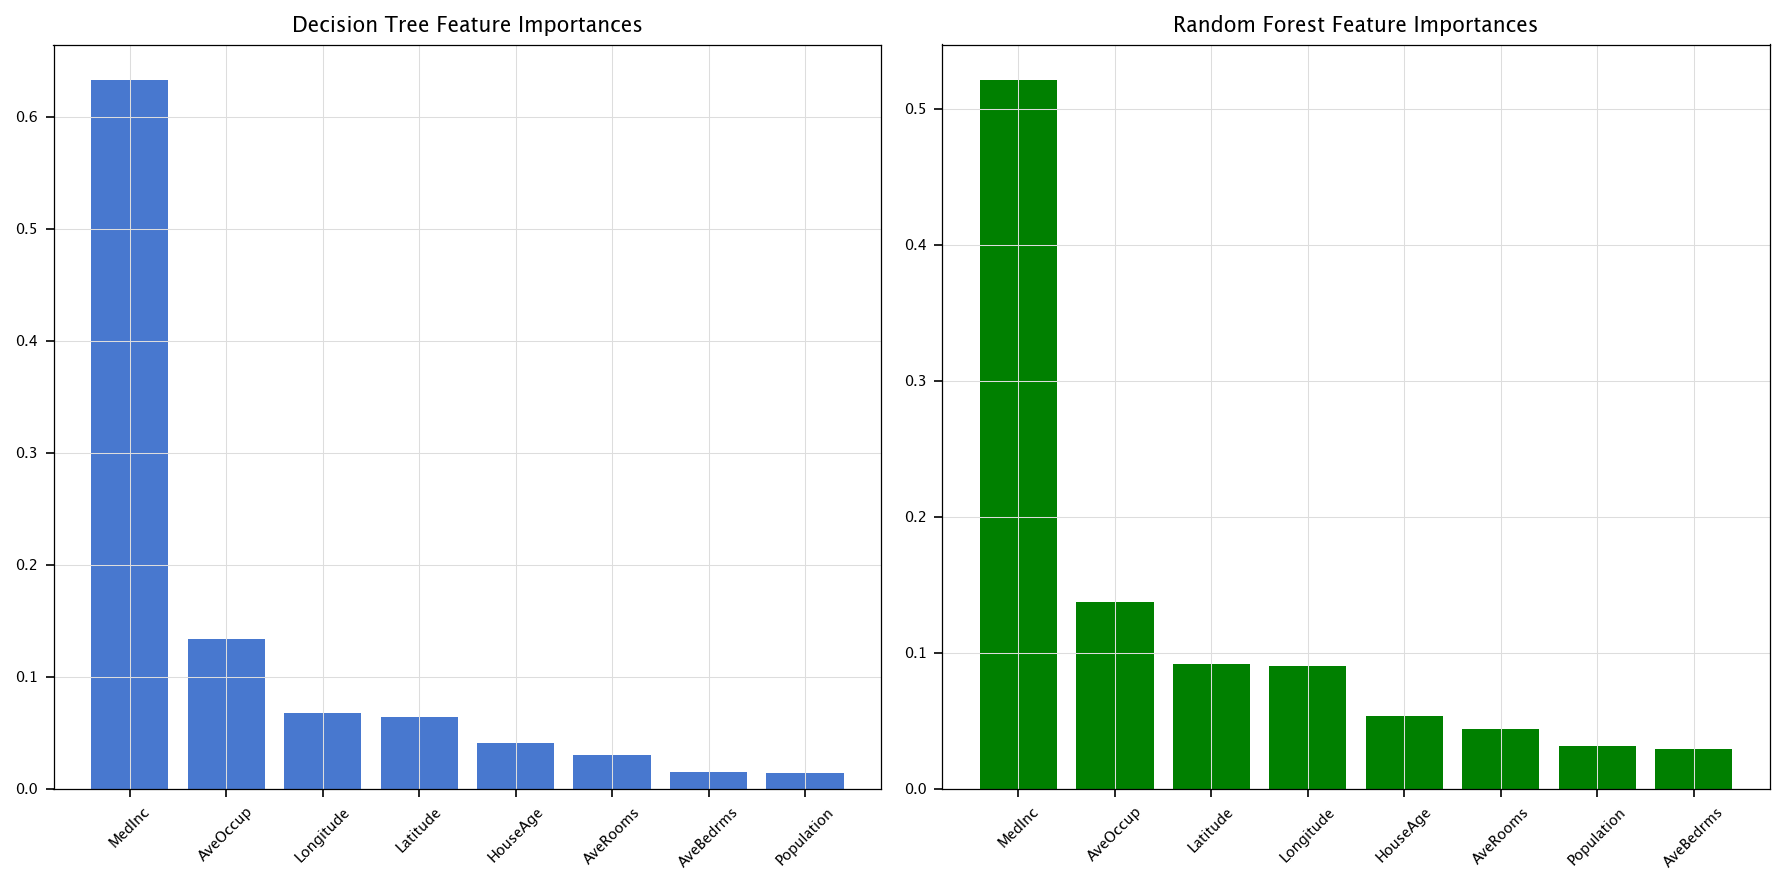 Decision Tree Feature Importances
0.6
0.5
0.4
0.3
0.2
0.1
0.0
MedInc
AveOccup
Longitude
Latitude
HouseAge
AveRooms
AveBedrms
Population
Random Forest Feature Importances
0.5
0.4
0.3
0.2
0.1
0.0
MedInc
AveOccup
Latitude
Longitude
HouseAge
AveRooms
Population
AveBedrms